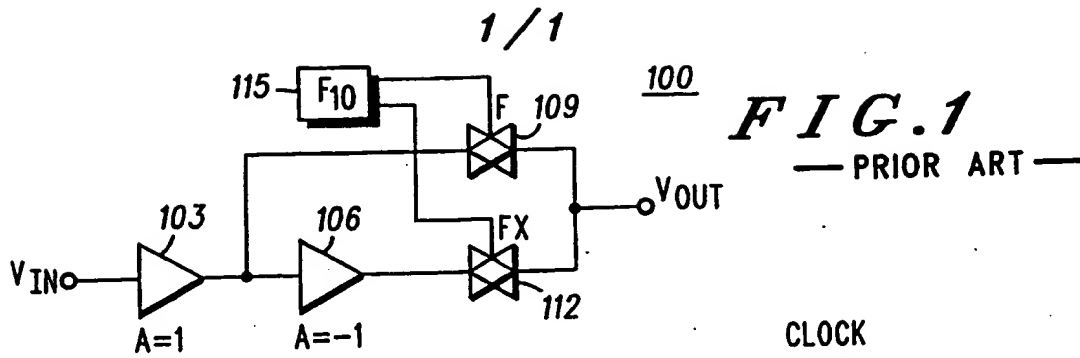 1/1
115
F10
F
109
100
FIG.1
— PRIOR ART —
VOUT
103
106
FX
VIN
112
A=1
A=-1
CLOCK